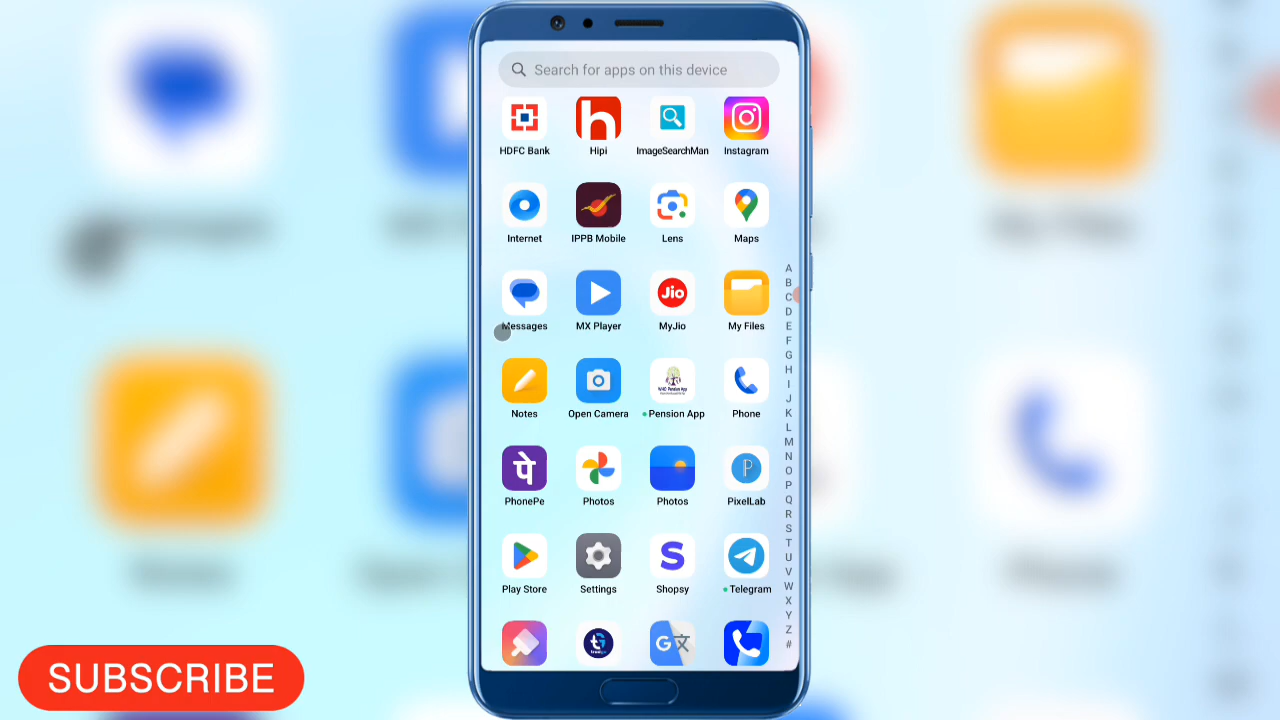 Search for apps on this device
HDFC Bank Hipi ImageSearchMan Instagram
Internet IPPB Mobile Lens Maps
Jio
Messages MX Player MyJio My Files
Notes Open Camera Pension App Phone
पे
PhonePe Photos Photos PixelLab
Play Store Settings Shopsy Telegram
A
B
C
D
E
F
G
H
I
J
K
L
M
N
O
P
Q
R
S
T
U
V
W
X
Y
Z
#
SUBSCRIBE